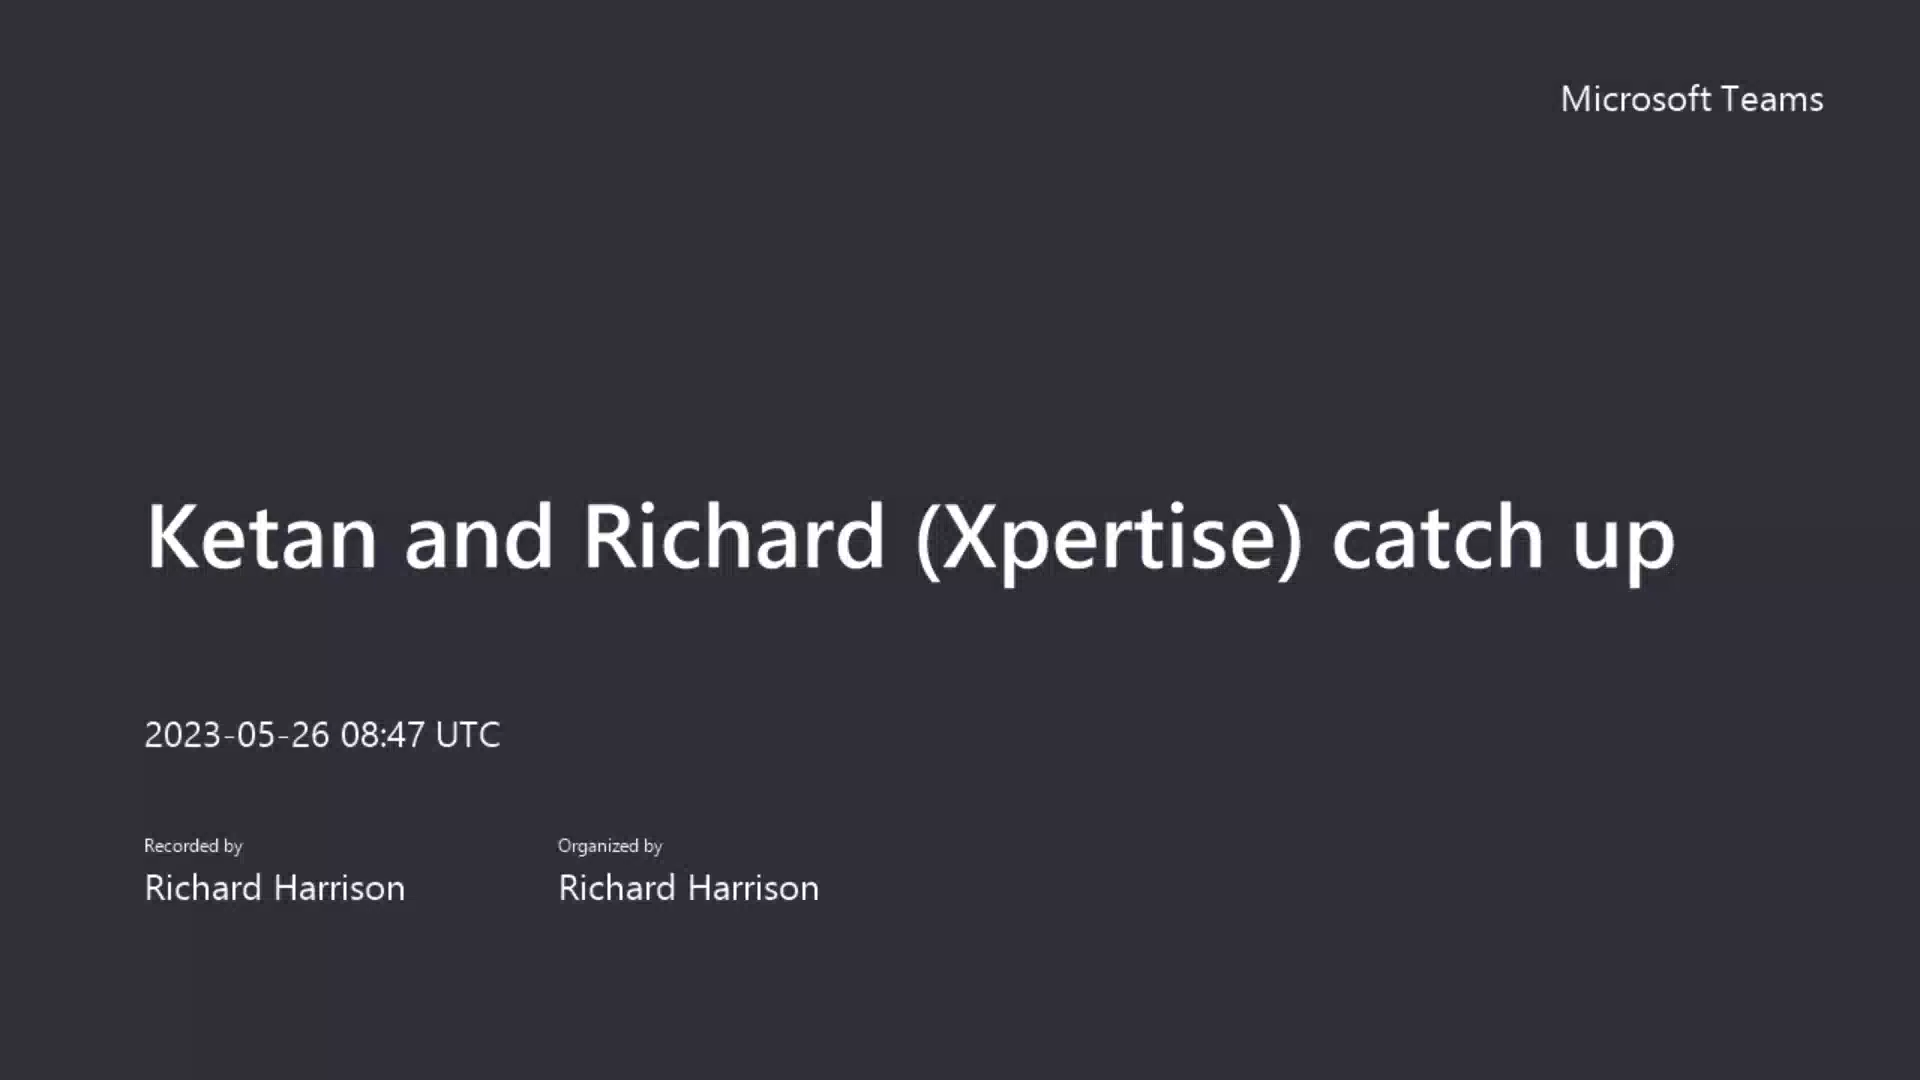 Microsoft Teams
Ketan and Richard (Xpertise) catch up
2023-05-26 08:47 UTC
Recorded by
Richard Harrison
Organized by
Richard Harrison